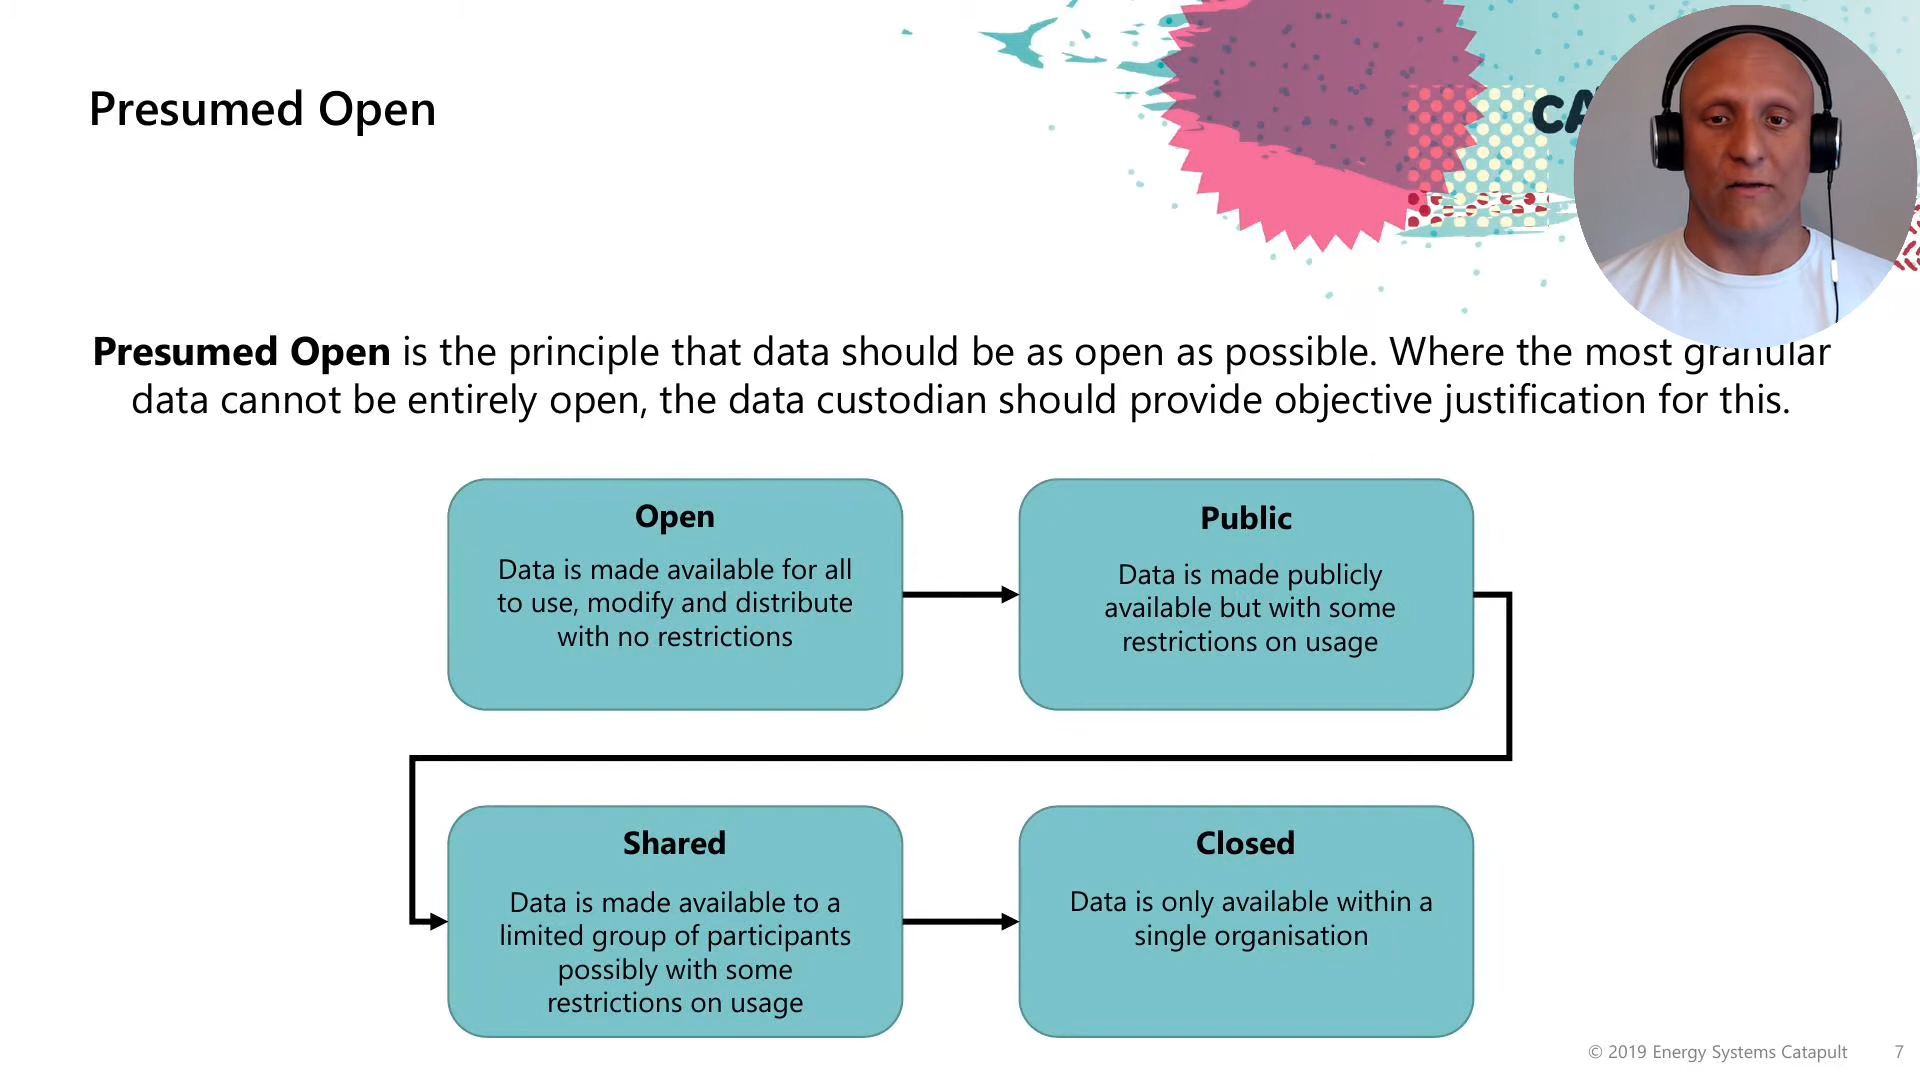 Presumed Open
CA
Presumed Open is the principle that data should be as open as possible. Where the most granular
data cannot be entirely open, the data custodian should provide objective justification for this.
Open
Data is made available for all
to use, modify and distribute
with no restrictions
Public
Data is made publicly
available but with some
restrictions on usage
Shared
Data is made available to a
limited group of participants
possibly with some
restrictions on usage
Closed
Data is only available within a
single organisation
© 2019 Energy Systems Catapult
7